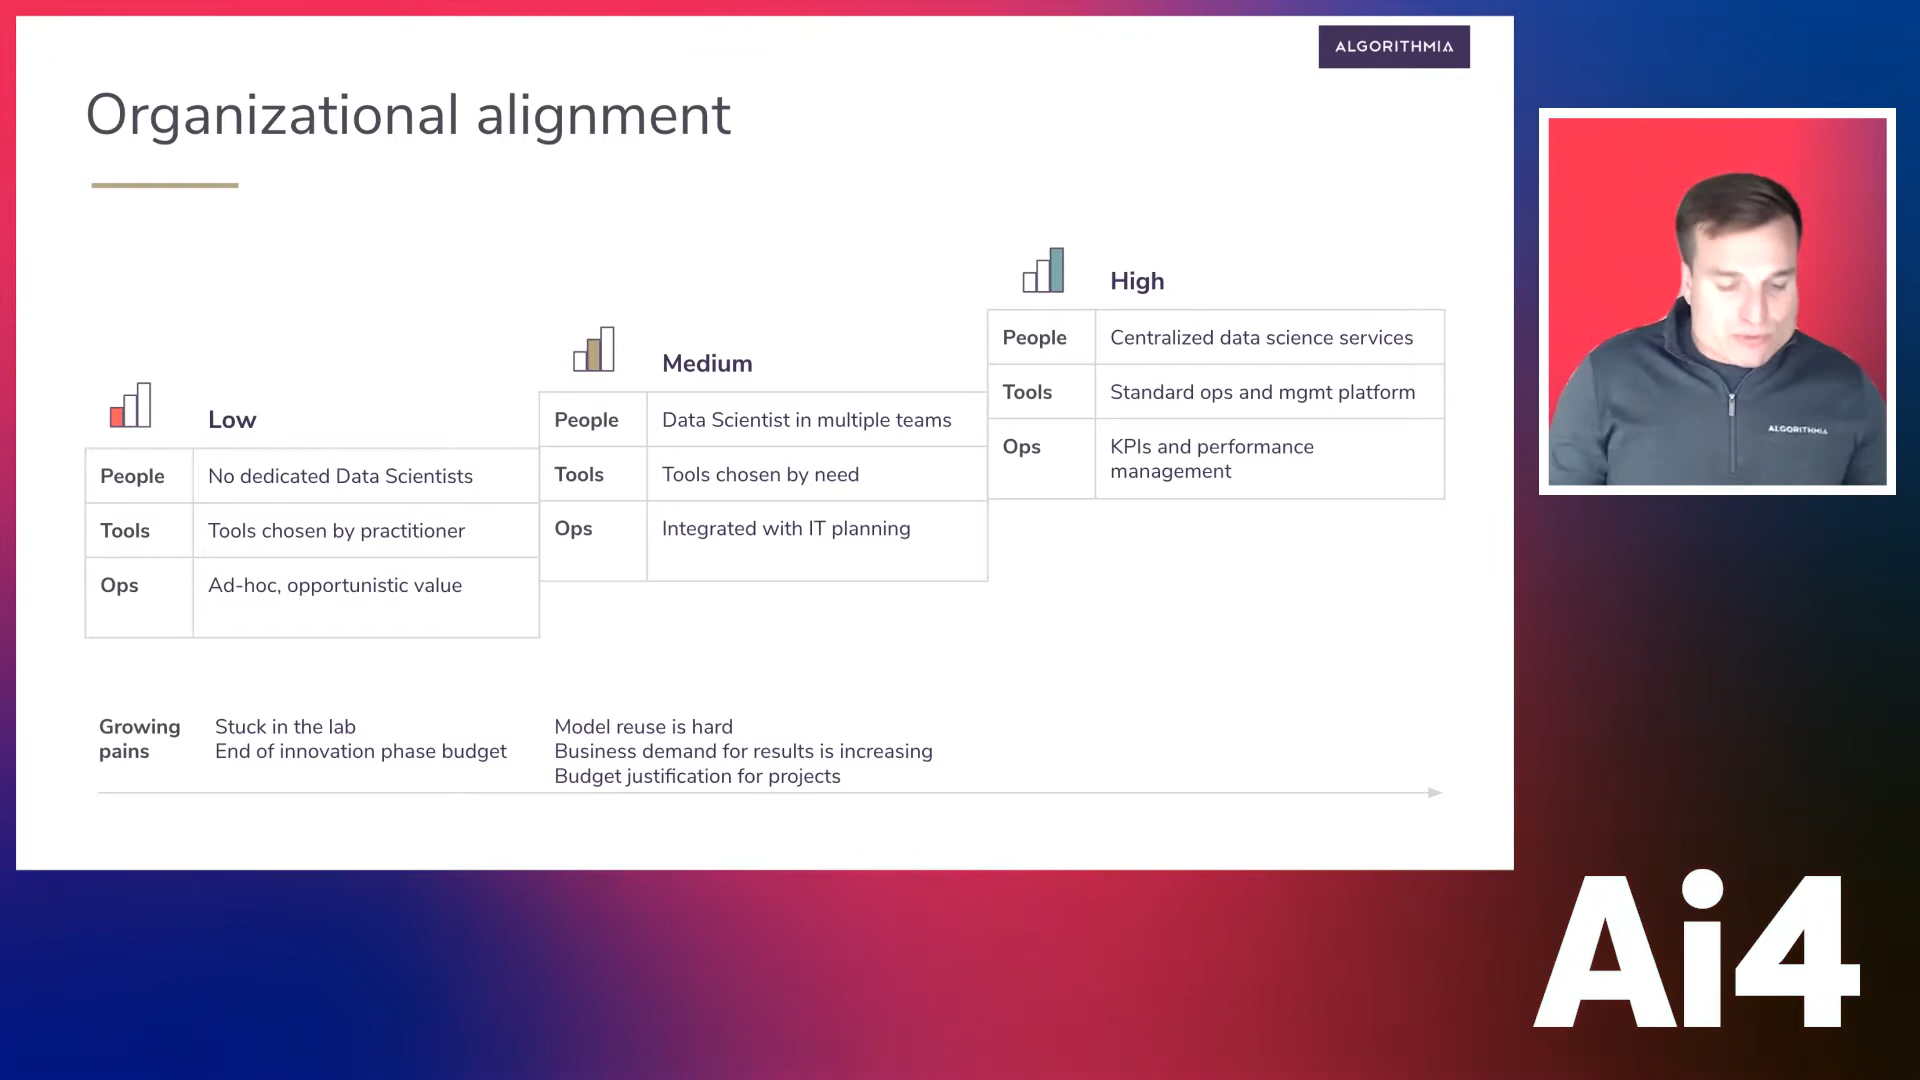 ALGORITHMIA
Organizational alignment
Low
People No dedicated Data Scientists
Tools Tools chosen by practitioner
Ops Ad-hoc, opportunistic value
Medium
People Data Scientist in multiple teams
Tools Tools chosen by need
Ops Integrated with IT planning
High
People Centralized data science services
Tools Standard ops and mgmt platform
Ops KPIs and performance
management
Growing
pains
Stuck in the lab
End of innovation phase budget
Model reuse is hard
Business demand for results is increasing
Budget justification for projects
ALGORITHMIA
Ai4